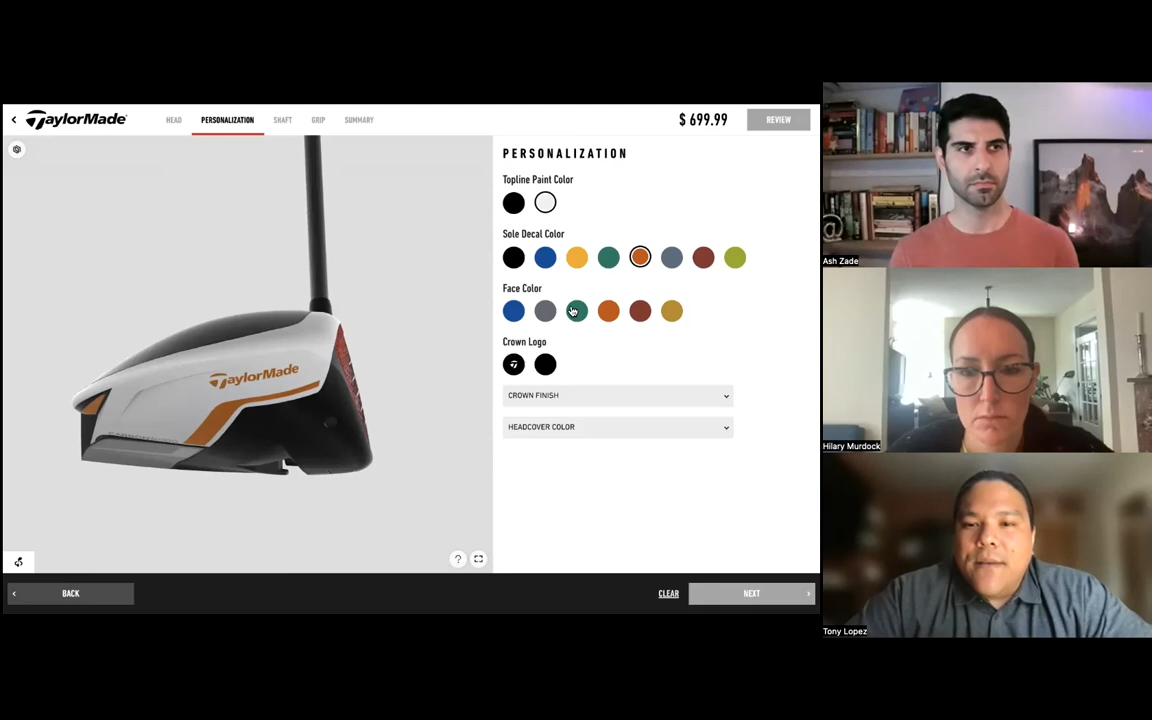 TaylorMade
HEAD
PERSONALIZATION
SHAFT
GRIP
SUMMARY
$ 699.99
REVIEW
PERSONALIZATION
Topline Paint Color
Sole Decal Color
Face Color
Crown Logo
CROWN FINISH
HEADCOVER COLOR
TaylorMade
?
BACK
CLEAR
NEXT
Ash Zade
Hilary Murdock
Tony Lopez